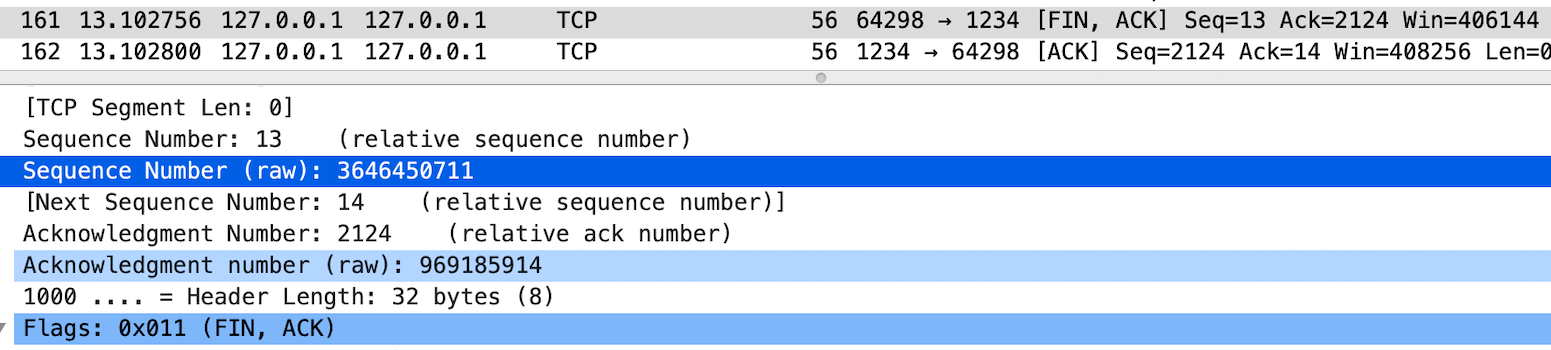 161 13.102756 127.0.0.1 127.0.0.1 TCP 56 64298 → 1234 [FIN, ACK] Seq=13 Ack=2124 Win=406144
162 13.102800 127.0.0.1 127.0.0.1 TCP 56 1234 → 64298 [ACK] Seq=2124 Ack=14 Win=408256 Len=0
[TCP Segment Len: 0]
Sequence Number: 13 (relative sequence number)
Sequence Number (raw): 3646450711
[Next Sequence Number: 14 (relative sequence number)]
Acknowledgment Number: 2124 (relative ack number)
Acknowledgment number (raw): 969185914
1000 .... = Header Length: 32 bytes (8)
Flags: 0x011 (FIN, ACK)